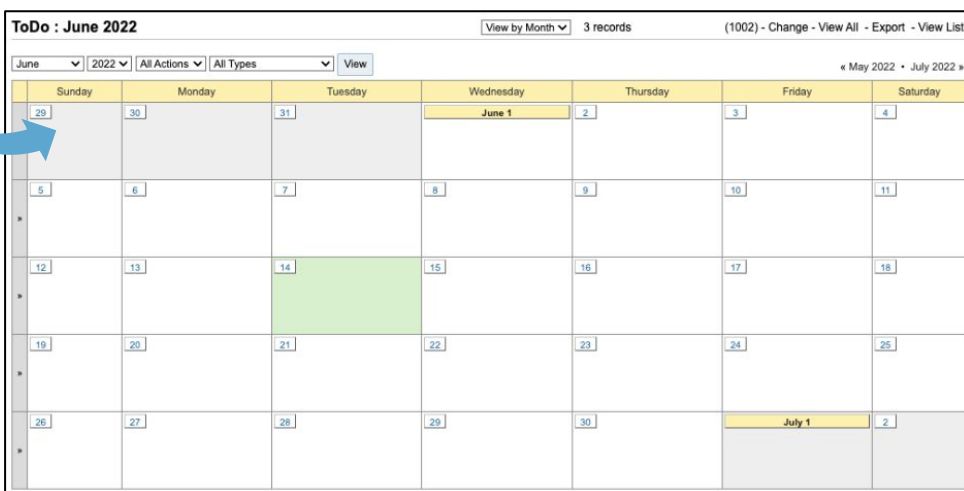 ToDo : June 2022 View by Month 3 records (1002) - Change - View All - Export - View List
June 2022 All Actions All Types View « May 2022 • July 2022 »
Sunday Monday Tuesday Wednesday Thursday Friday Saturday
29 30 31 June 1 2 3 4
» 5 6 7 8 9 10 11
» 12 13 14 15 16 17 18
» 19 20 21 22 23 24 25
» 26 27 28 29 30 July 1 2